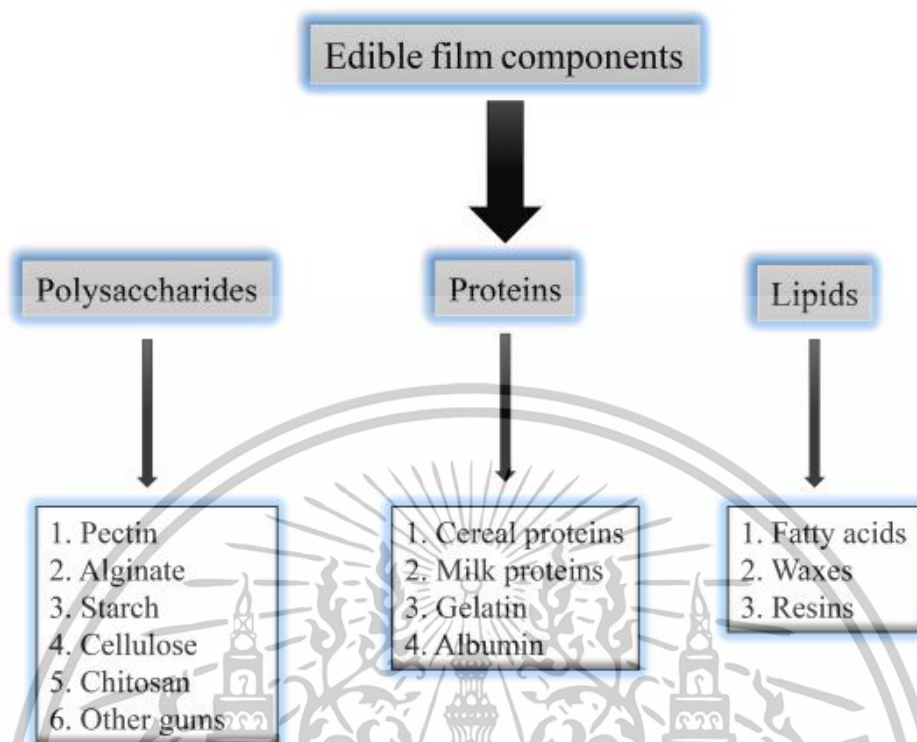 Edible film components
Polysaccharides
Proteins
Lipids
1. Pectin
2. Alginate
3. Starch
4. Cellulose
5. Chitosan
6. Other gums
1. Cereal proteins
2. Milk proteins
3. Gelatin
4. Albumin
1. Fatty acids
2. Waxes
3. Resins